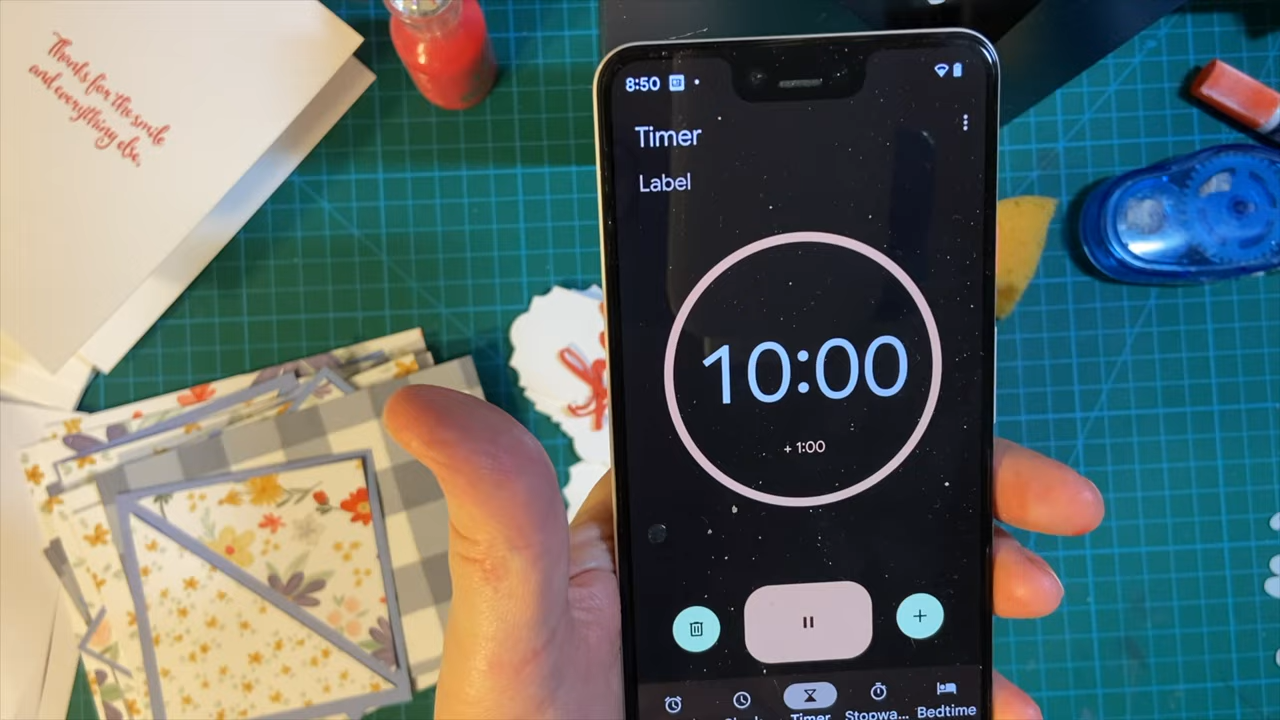 Thanks for the smile
and everything else.
8:50
Timer
Label
10:00
+ 1:00
Timer
Stopwa...
Bedtime